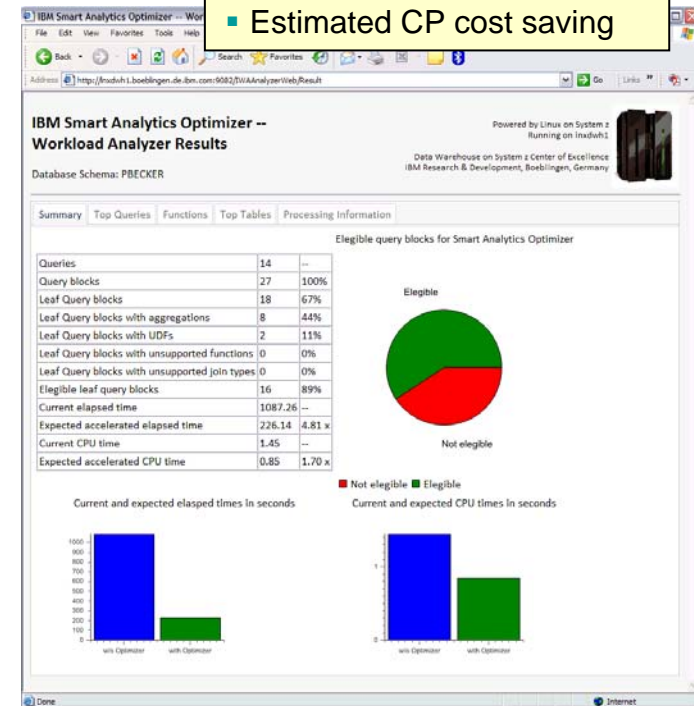 Estimated CP cost saving
IBM Smart Analytics Optimizer -- Wor
File Edit View Favorites Tools Help
Back Search Favorites
Address http://lnxdwh1.boeblingen.de.ibm.com:9082/IWAAnalyzerWeb/Result Go Links
IBM Smart Analytics Optimizer --
Workload Analyzer Results
Database Schema: PBECKER
Powered by Linux on System z
Running on lnxdwh1
Data Warehouse on System z Center of Excellence
IBM Research & Development, Boeblingen, Germany
Summary Top Queries Functions Top Tables Processing Information
Elegible query blocks for Smart Analytics Optimizer
Queries 14 --
Query blocks 27 100%
Leaf Query blocks 18 67%
Leaf Query blocks with aggregations 8 44%
Leaf Query blocks with UDFs 2 11%
Leaf Query blocks with unsupported functions 0 0%
Leaf Query blocks with unsupported join types 0 0%
Elegible leaf query blocks 16 89%
Current elapsed time 1087.26 --
Expected accelerated elapsed time 226.14 4.81 x
Current CPU time 1.45 --
Expected accelerated CPU time 0.85 1.70 x
Elegible
Not elegible
Not elegible Elegible
Current and expected elasped times in seconds
Current and expected CPU times in seconds
1000
900
800
700
600
500
400
300
200
100
0
w/o Optimizer with Optimizer
1
0
w/o Optimizer with Optimizer
Done Internet